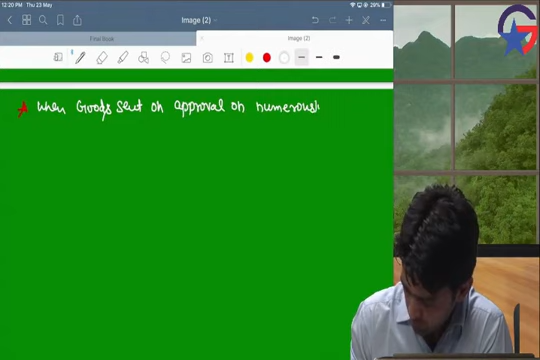 12:20 PM Thu 23 May
29%
Image (2)
Final Book
Image (2)
When Goods sent on approval on numerousl